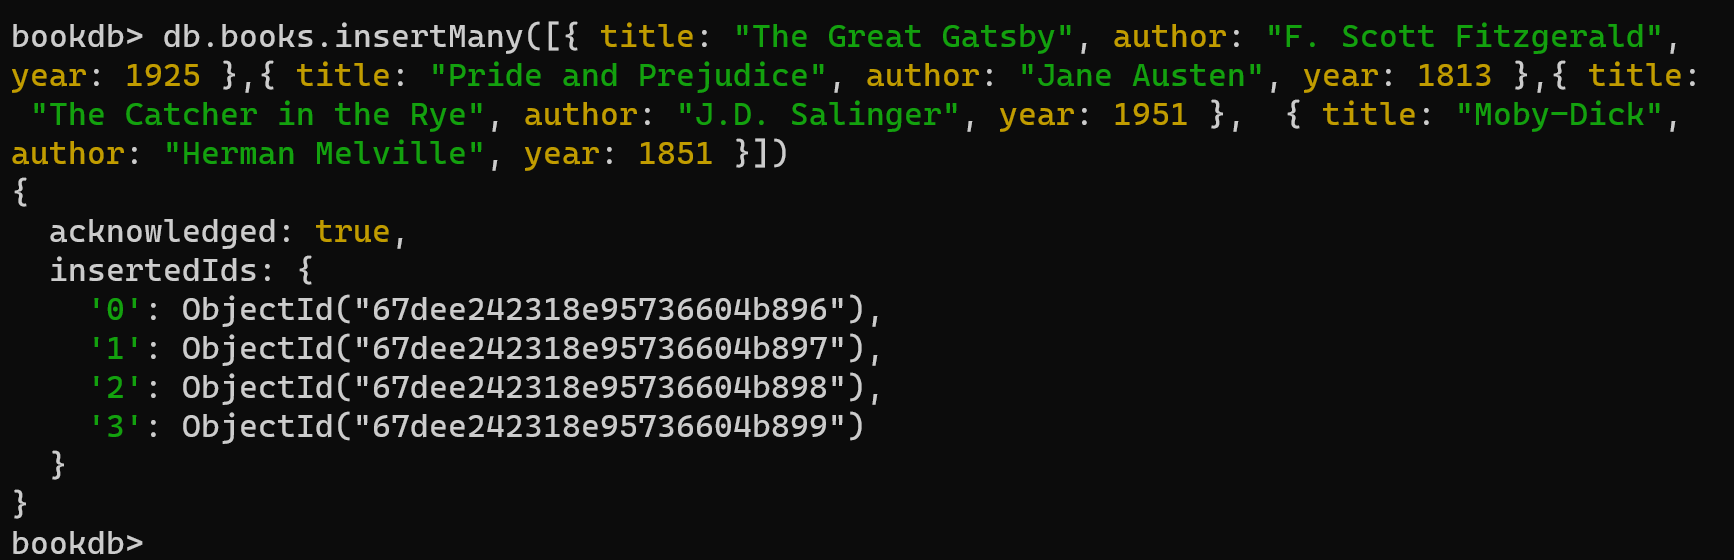 bookdb> db.books.insertMany([{ title: "The Great Gatsby", author: "F. Scott Fitzgerald",
year: 1925 },{ title: "Pride and Prejudice", author: "Jane Austen", year: 1813 },{ title:
 "The Catcher in the Rye", author: "J.D. Salinger", year: 1951 },  { title: "Moby-Dick",
author: "Herman Melville", year: 1851 }])
{
  acknowledged: true,
  insertedIds: {
    '0': ObjectId("67dee242318e95736604b896"),
    '1': ObjectId("67dee242318e95736604b897"),
    '2': ObjectId("67dee242318e95736604b898"),
    '3': ObjectId("67dee242318e95736604b899")
  }
}
bookdb>